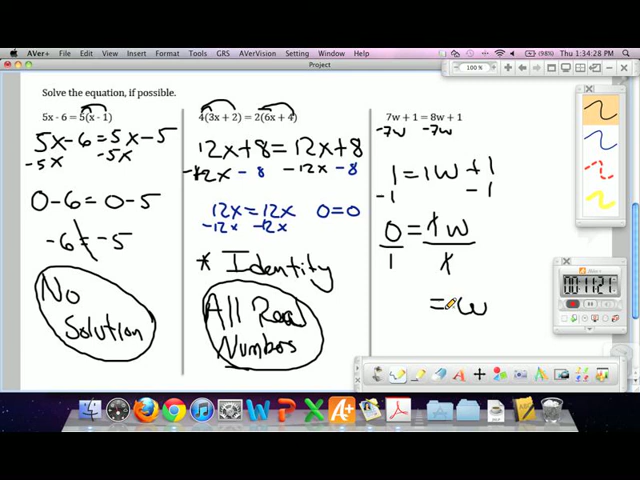 AVer+ File Edit Insert Format Tools GRS AVerVision Setting Window Help (98%) Thu 1:34:28 PM
Project
100 %
Solve the equation, if possible.
5x - 6 = 5(x - 1)
5x-6=5x-5
-5x -5x
0-6=0-5
-6=-5
No
Solution
4(3x + 2) = 2(6x + 4)
12x+8=12x+8
-12x -8 -12x -8
12x=12x 0=0
-12x -12x
* Identity
All Real
Numbers
7w + 1 = 8w + 1
-7w -7w
1=1w+1
-1 -1
0=1w
1 1
=w
00:11:21